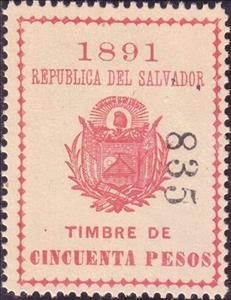 1891
REPUBLICA DEL SALVADOR
835
TIMBRE DE
CINCUENTA PESOS